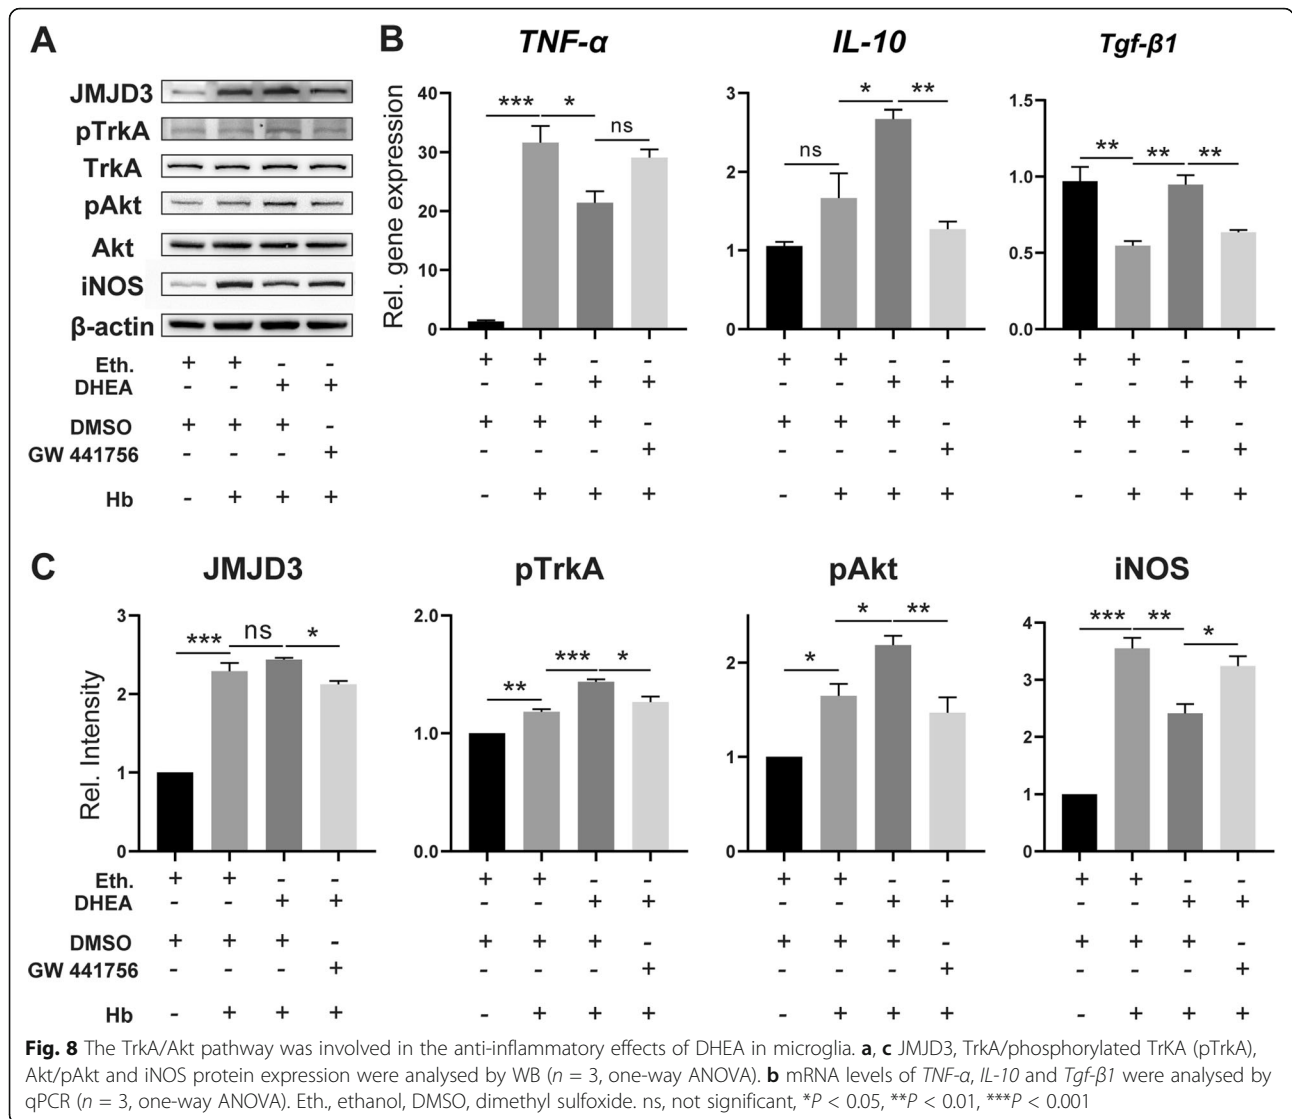 A
JMJD3
pTrkA
TrkA
pAkt
Akt
iNOS
β-actin
Eth. + + - -
DHEA - - + +
DMSO + + + -
GW 441756 - - - +
Hb - + + +
B
TNF-α IL-10 Tgf-β1
Rel. gene expression
40
30
20
10
0
*** * ns
+ + - -
- - + +
+ + + -
- - - +
- + + +
3
2
1
0
ns * **
+ + - -
- - + +
+ + + -
- - - +
- + + +
1.5
1.0
0.5
0.0
** ** **
+ + - -
- - + +
+ + + -
- - - +
- + + +
C
JMJD3 pTrkA pAkt iNOS
Rel. Intensity
3
2
1
0
*** ns *
Eth. + + - -
DHEA - - + +
DMSO + + + -
GW 441756 - - - +
Hb - + + +
2.0
1.0
0.0
** *** *
+ + - -
- - + +
+ + + -
- - - +
- + + +
2
1
0
* * **
+ + - -
- - + +
+ + + -
- - - +
- + + +
4
3
2
1
0
*** ** *
+ + - -
- - + +
+ + + -
- - - +
- + + +
Fig. 8 The TrkA/Akt pathway was involved in the anti-inflammatory effects of DHEA in microglia. a, c JMJD3, TrkA/phosphorylated TrKA (pTrkA),
Akt/pAkt and iNOS protein expression were analysed by WB (n = 3, one-way ANOVA). b mRNA levels of TNF-α, IL-10 and Tgf-β1 were analysed by
qPCR (n = 3, one-way ANOVA). Eth., ethanol, DMSO, dimethyl sulfoxide. ns, not significant, *P < 0.05, **P < 0.01, ***P < 0.001